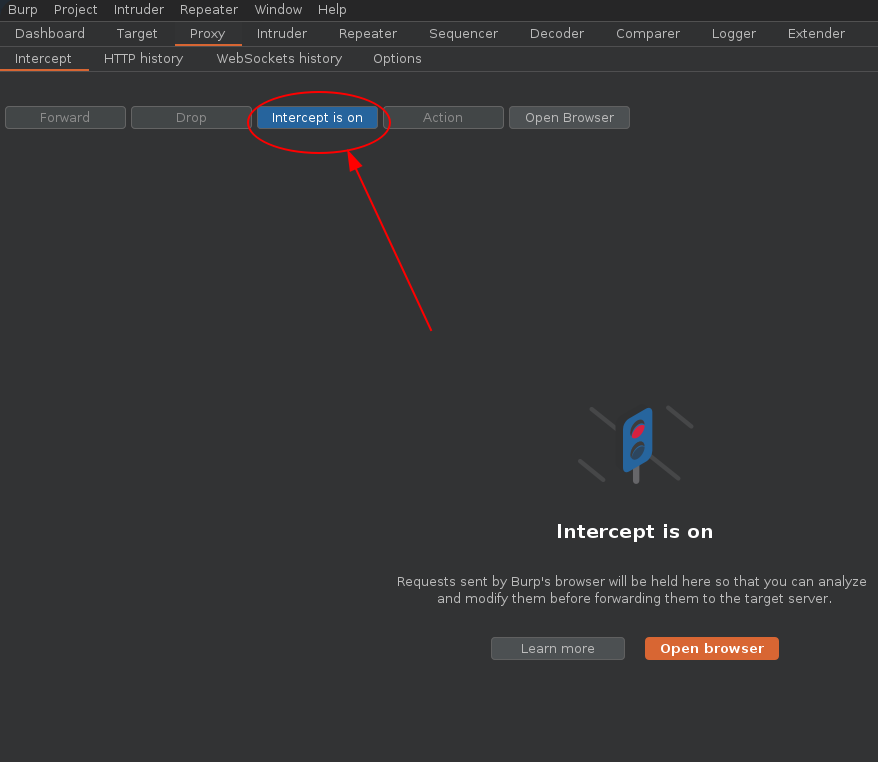 Burp Project Intruder Repeater Window Help
Dashboard Target Proxy Intruder Repeater Sequencer Decoder Comparer Logger Extender
Intercept HTTP history WebSockets history Options
Forward Drop Intercept is on Action Open Browser
Intercept is on
Requests sent by Burp's browser will be held here so that you can analyze
and modify them before forwarding them to the target server.
Learn more Open browser